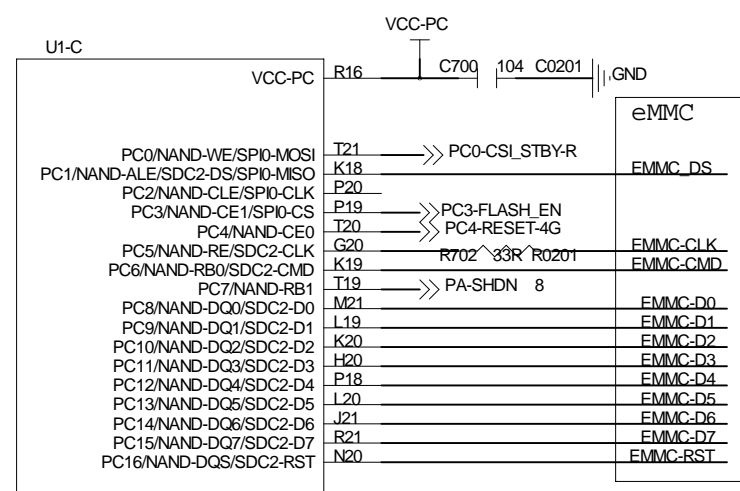 VCC-PC
U1-C
VCC-PC R16 C700 104 C0201 GND
eMMC
PC0/NAND-WE/SPI0-MOSI T21 PC0-CSI_STBY-R
PC1/NAND-ALE/SDC2-DS/SPI0-MISO K18 EMMC_DS
PC2/NAND-CLE/SPI0-CLK P20
PC3/NAND-CE1/SPI0-CS P19 PC3-FLASH_EN
PC4/NAND-CE0 T20 PC4-RESET-4G
PC5/NAND-RE/SDC2-CLK G20 R702 33R R0201 EMMC-CLK
PC6/NAND-RB0/SDC2-CMD K19 EMMC-CMD
PC7/NAND-RB1 T19 PA-SHDN 8
PC8/NAND-DQ0/SDC2-D0 M21 EMMC-D0
PC9/NAND-DQ1/SDC2-D1 L19 EMMC-D1
PC10/NAND-DQ2/SDC2-D2 K20 EMMC-D2
PC11/NAND-DQ3/SDC2-D3 H20 EMMC-D3
PC12/NAND-DQ4/SDC2-D4 P18 EMMC-D4
PC13/NAND-DQ5/SDC2-D5 L20 EMMC-D5
PC14/NAND-DQ6/SDC2-D6 J21 EMMC-D6
PC15/NAND-DQ7/SDC2-D7 R21 EMMC-D7
PC16/NAND-DQS/SDC2-RST N20 EMMC-RST